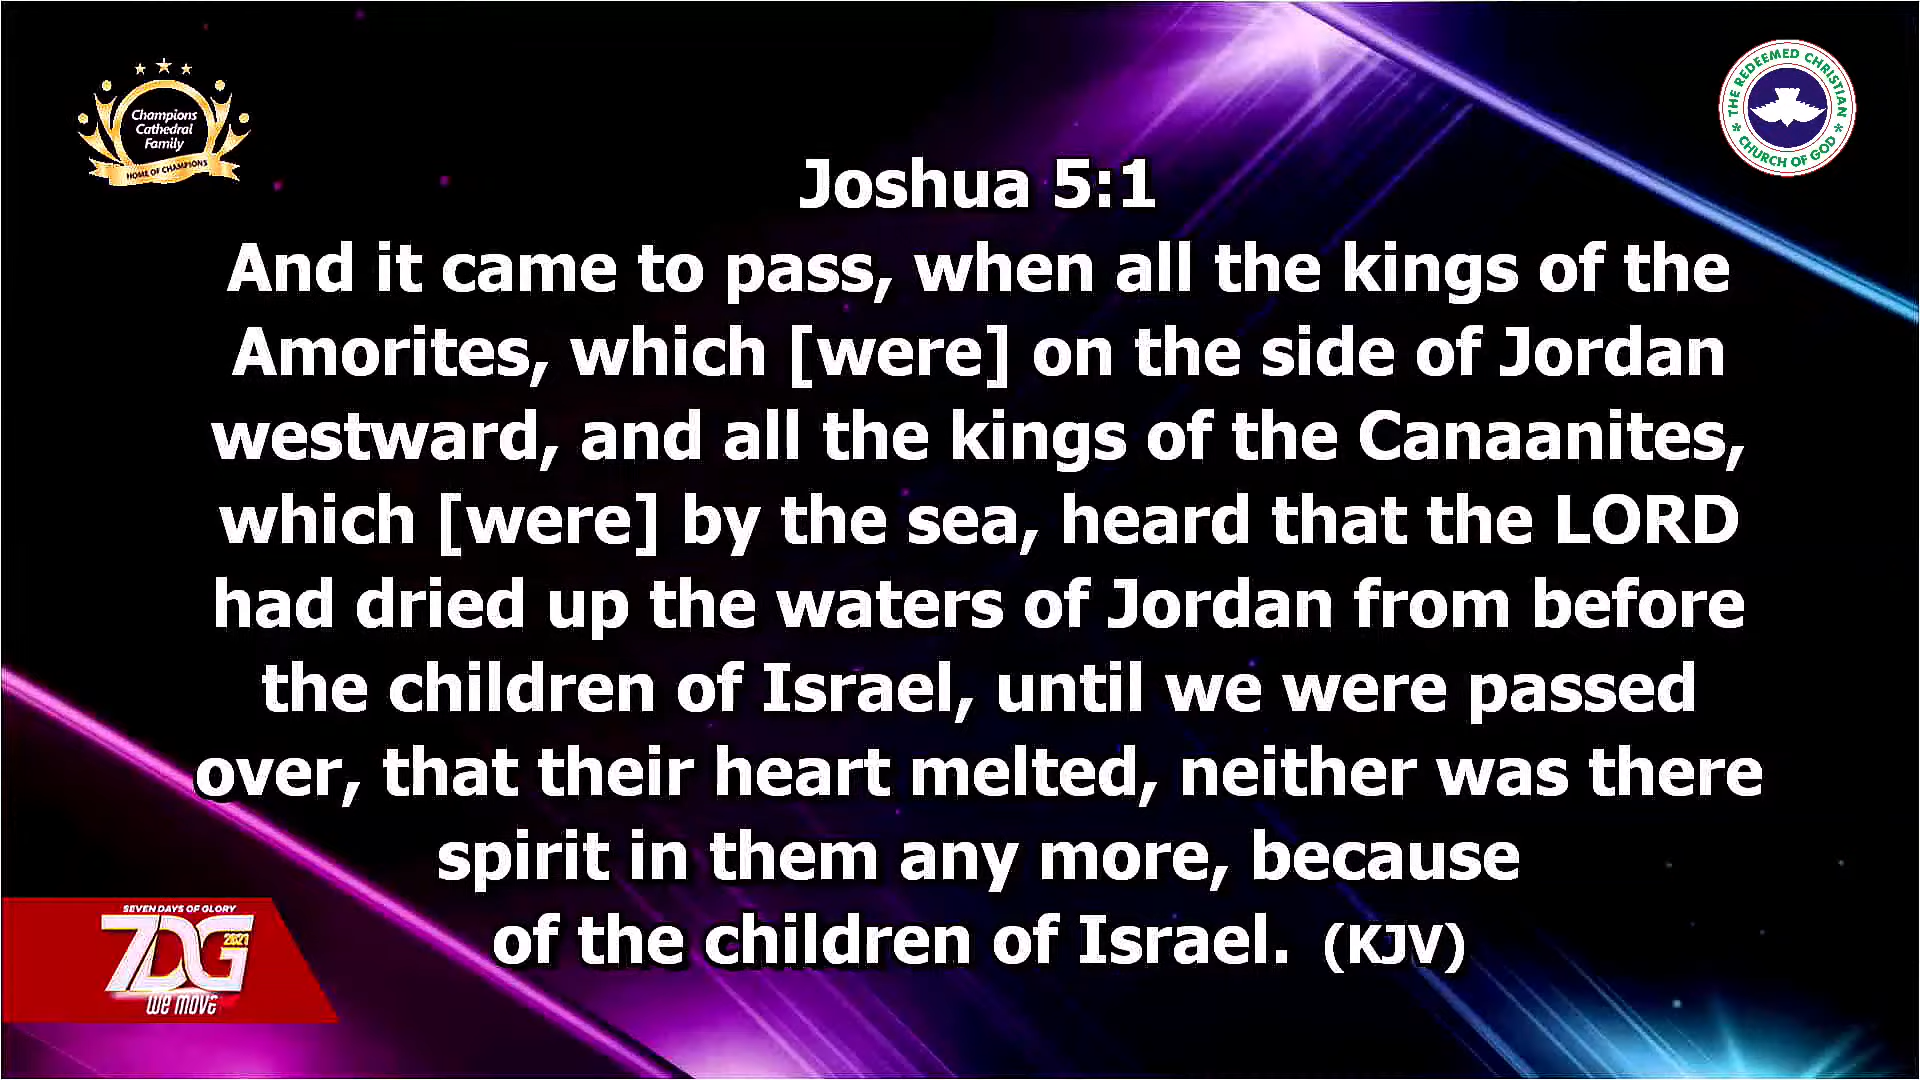 Champions
Cathedral
Family
HOME OF CHAMPIONS
THE REDEEMED CHRISTIAN
* CHURCH OF GOD *
Joshua 5:1
And it came to pass, when all the kings of the
Amorites, which [were] on the side of Jordan
westward, and all the kings of the Canaanites,
which [were] by the sea, heard that the LORD
had dried up the waters of Jordan from before
the children of Israel, until we were passed
over, that their heart melted, neither was there
spirit in them any more, because
of the children of Israel. (KJV)
SEVEN DAYS OF GLORY
7DG
2021
WE MOVE